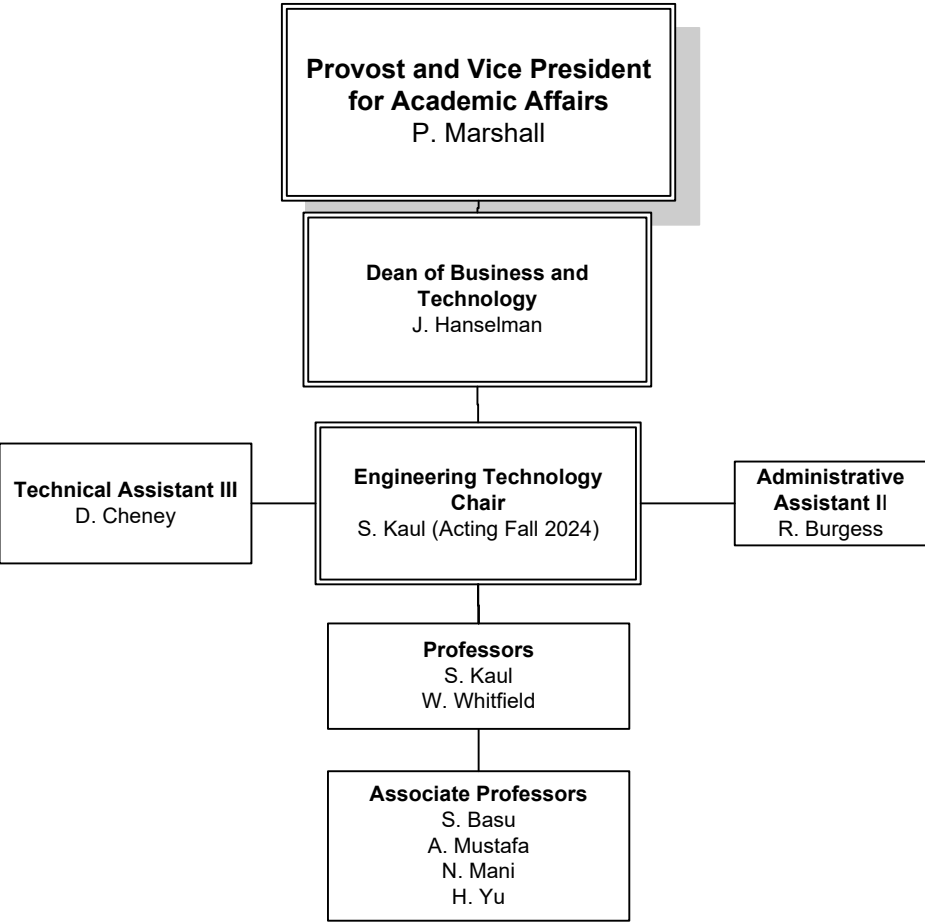 Provost and Vice President
for Academic Affairs
P. Marshall
Dean of Business and
Technology
J. Hanselman
Technical Assistant III
D. Cheney
Engineering Technology
Chair
S. Kaul (Acting Fall 2024)
Administrative
Assistant II
R. Burgess
Professors
S. Kaul
W. Whitfield
Associate Professors
S. Basu
A. Mustafa
N. Mani
H. Yu